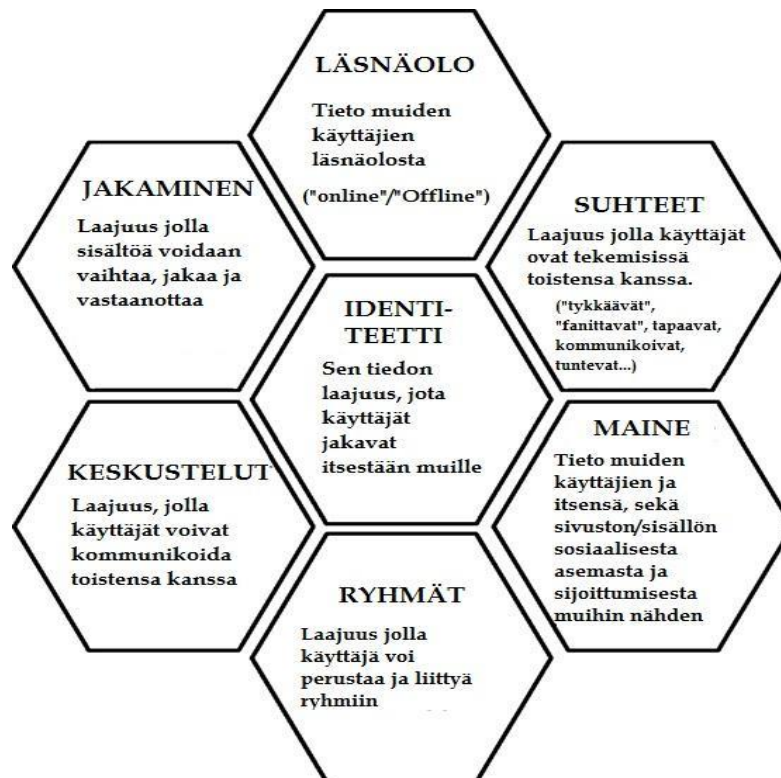 LÄSNÄOLO
Tieto muiden
käyttäjien
läsnäolosta
("online"/"Offline")
JAKAMINEN
Laajuus jolla
sisältöä voidaan
vaihtaa, jakaa ja
vastaanottaa
SUHTEET
Laajuus jolla käyttäjät
ovat tekemisissä
toistensa kanssa.
("tykkäävät",
"fanittavat", tapaavat,
kommunikoivat,
tuntevat...)
IDENTI-
TEETTI
Sen tiedon
laajuus, jota
käyttäjät
jakavat
itsestään muille
KESKUSTELUT
Laajuus, jolla
käyttäjät voivat
kommunikoida
toistensa kanssa
MAINE
Tieto muiden
käyttäjien ja
itsensä, sekä
sivuston/sisällön
sosiaalisesta
asemasta ja
sijoittumisesta
muihin nähden
RYHMÄT
Laajuus jolla
käyttäjä voi
perustaa ja liittyä
ryhmiin